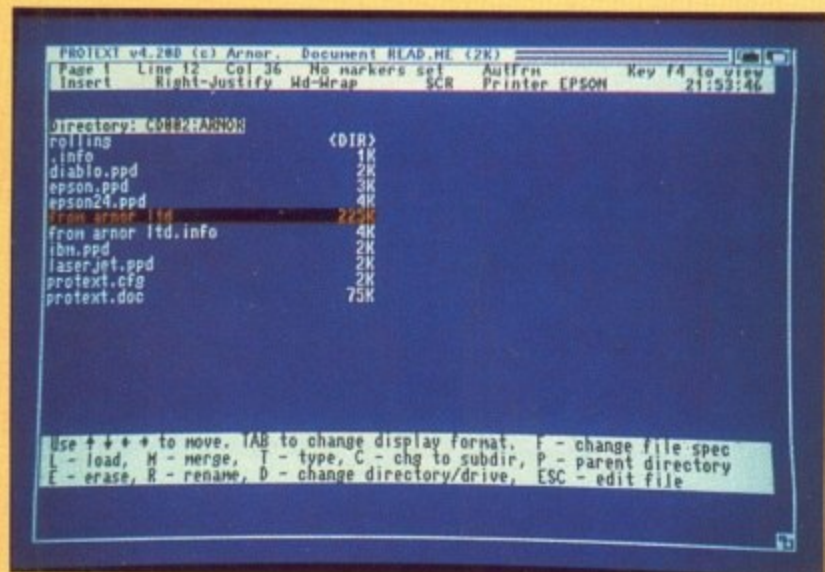 PROTEXT v4.20D (c) Arnor. Document READ.ME (2K)
Page 1 Line 12 Col 36 No markers set AutFrm Key f4 to view
Insert Right-Justify Wd-Wrap SCR Printer EPSON 21:53:46
Directory: CD002:ARNOR
rolling (DIR)
.info 1K
diablo.ppd 2K
epson.ppd 3K
epson24.ppd 4K
from arnor ltd 225K
from arnor ltd.info 4K
ibm.ppd 2K
laserjet.ppd 2K
protext.cfg 2K
protext.doc 75K
Use ↑ ↓ ← → to move. TAB to change display format. F - change file spec
L - load, M - merge, T - type, C - chg to subdir, P - parent directory
E - erase, R - rename, D - change directory/drive, ESC - edit file